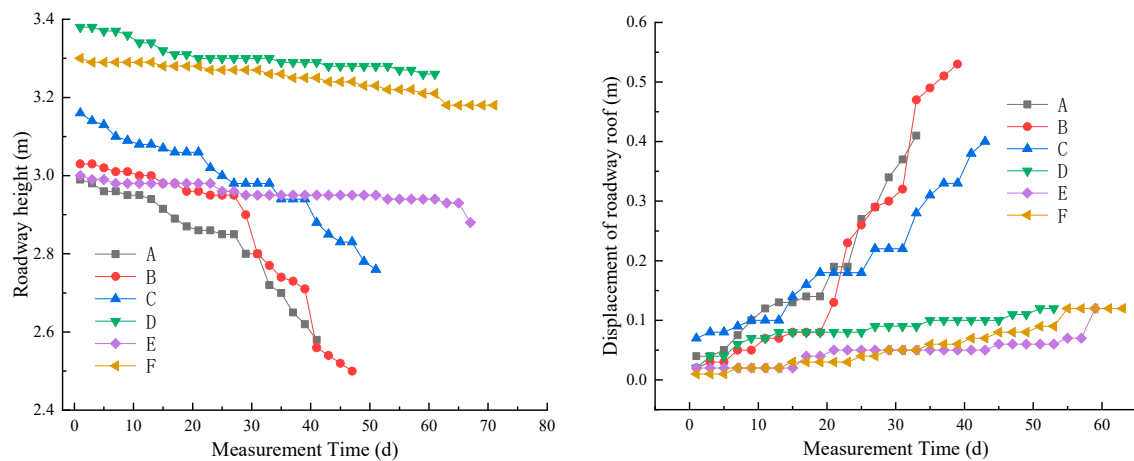 Roadway height (m)
3.4
3.2
3.0
2.8
2.6
2.4
A
B
C
D
E
F
0 10 20 30 40 50 60 70 80
Measurement Time (d)
Displacement of roadway roof (m)
0.6
0.5
0.4
0.3
0.2
0.1
0.0
A
B
C
D
E
F
0 10 20 30 40 50 60
Measurement Time (d)